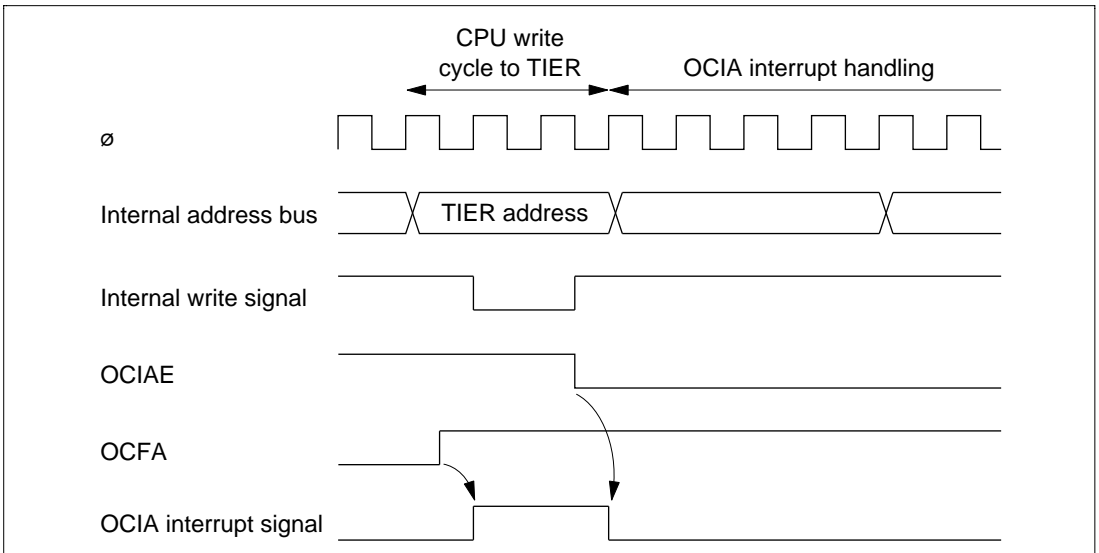 CPU write
cycle to TIER
OCIA interrupt handling
ø
Internal address bus
TIER address
Internal write signal
OCIAE
OCFA
OCIA interrupt signal